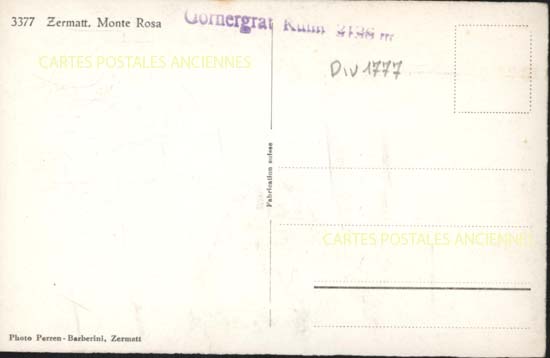 3377 Zermatt. Monte Rosa
Gornergrat Kulm 3136 m
CARTES POSTALES ANCIENNES
Div 1777
Fabrication suisse
CARTES POSTALES ANCIENNES
Photo Perren-Barberini, Zermatt